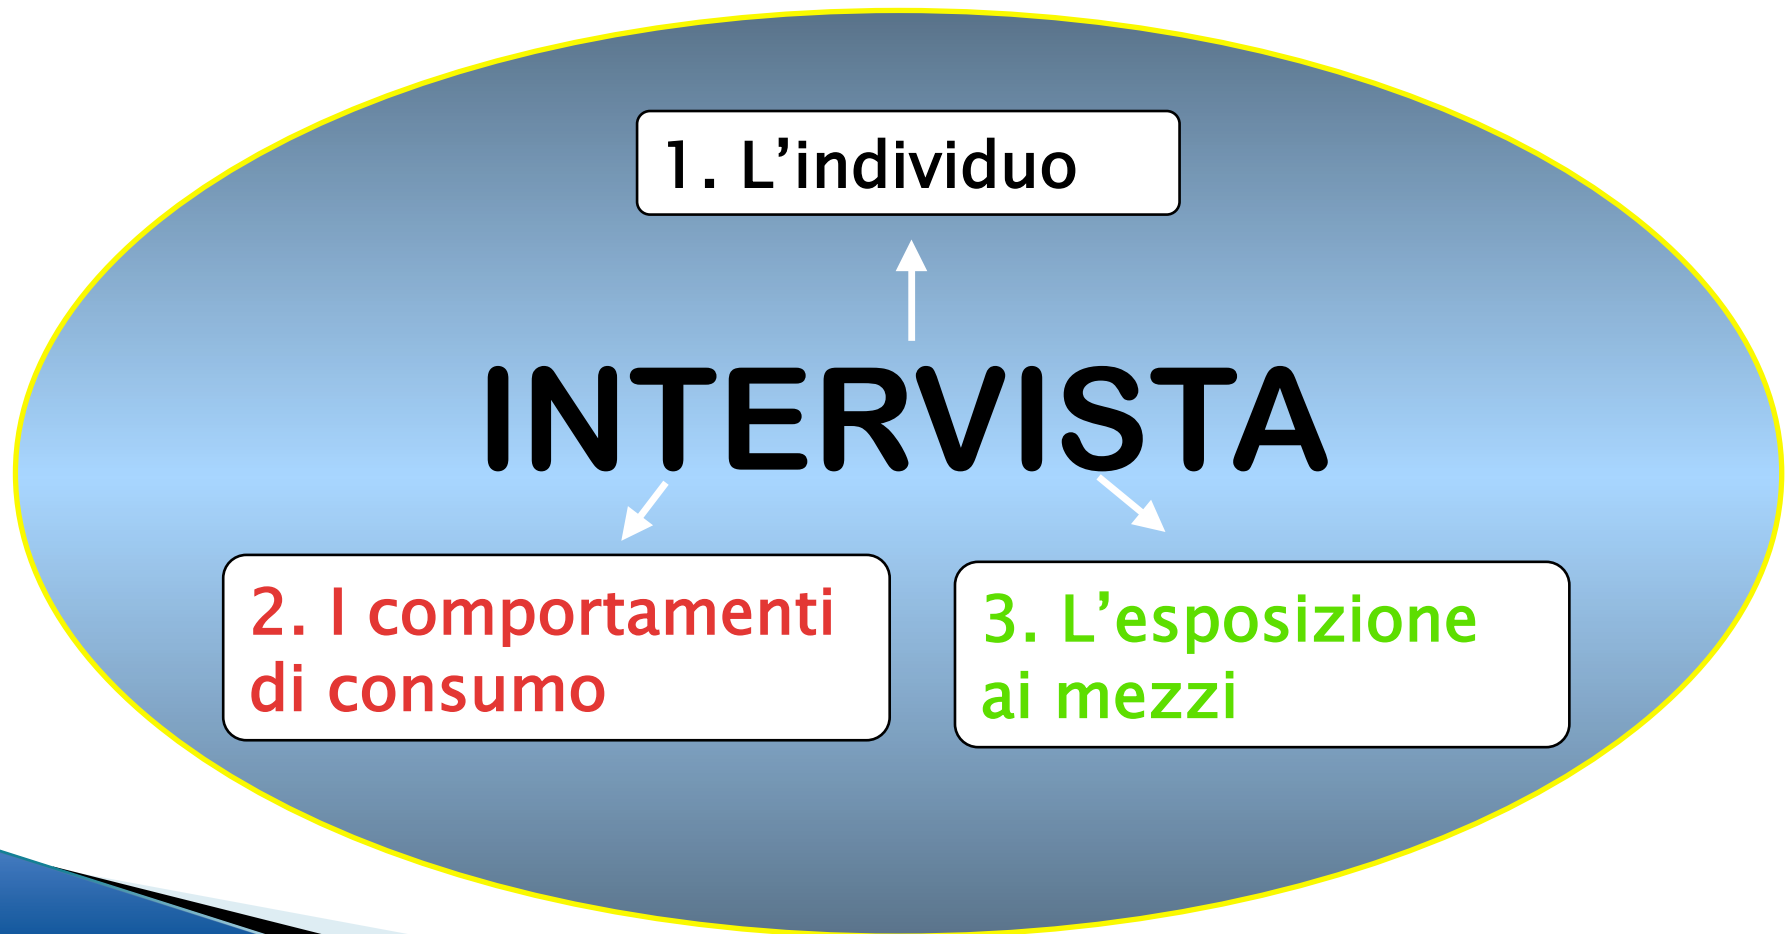 1. L’individuo
INTERVISTA
2. I comportamenti
di consumo
3. L’esposizione
ai mezzi